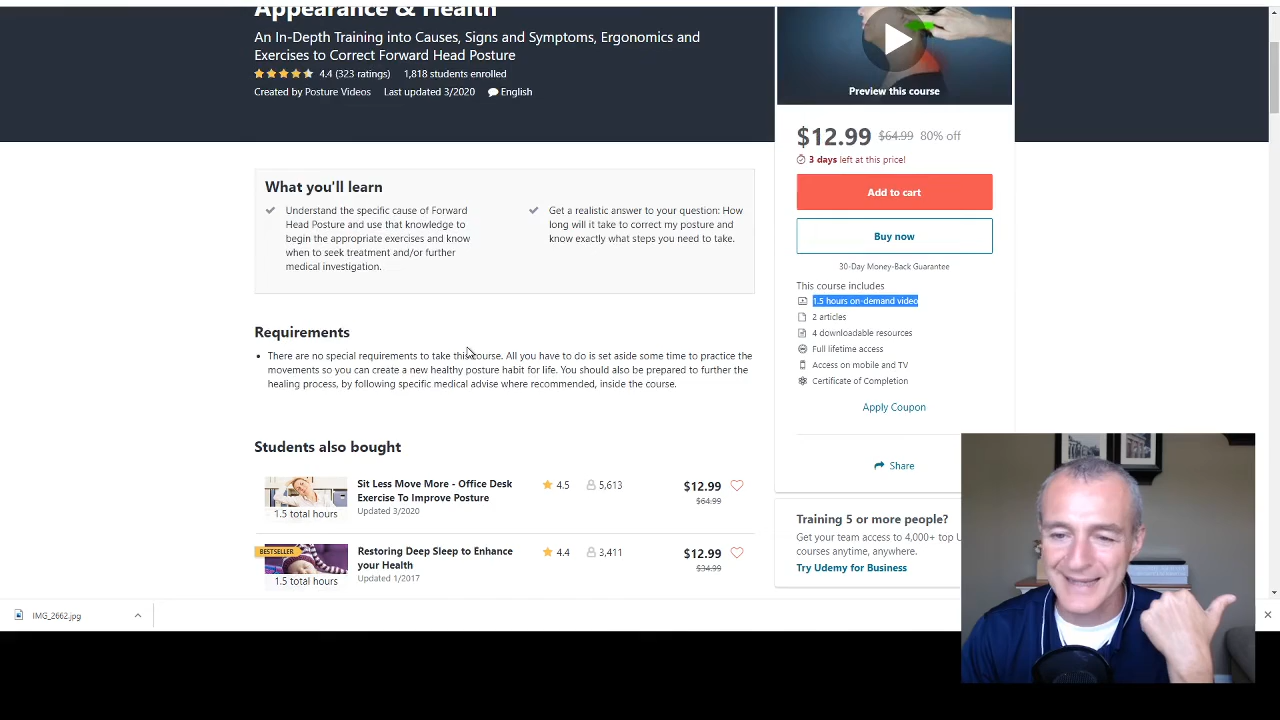 Appearance & Health
An In-Depth Training into Causes, Signs and Symptoms, Ergonomics and
Exercises to Correct Forward Head Posture
4.4 (323 ratings) 1,818 students enrolled
Created by Posture Videos Last updated 3/2020 English
Preview this course
$12.99 $64.99 80% off
3 days left at this price!
Add to cart
Buy now
30-Day Money-Back Guarantee
This course includes
1.5 hours on-demand video
2 articles
4 downloadable resources
Full lifetime access
Access on mobile and TV
Certificate of Completion
Apply Coupon
Share
Training 5 or more people?
Get your team access to 4,000+ top
courses anytime, anywhere.
Try Udemy for Business
What you'll learn
Understand the specific cause of Forward
Head Posture and use that knowledge to
begin the appropriate exercises and know
when to seek treatment and/or further
medical investigation.
Get a realistic answer to your question: How
long will it take to correct my posture and
know exactly what steps you need to take.
Requirements
There are no special requirements to take this course. All you have to do is set aside some time to practice the
movements so you can create a new healthy posture habit for life. You should also be prepared to further the
healing process, by following specific medical advise where recommended, inside the course.
Students also bought
Sit Less Move More - Office Desk
Exercise To Improve Posture
Updated 3/2020
1.5 total hours
4.5 5,613 $12.99
$64.99
BESTSELLER
Restoring Deep Sleep to Enhance
your Health
Updated 1/2017
1.5 total hours
4.4 3,411 $12.99
$34.99
IMG_2662.jpg